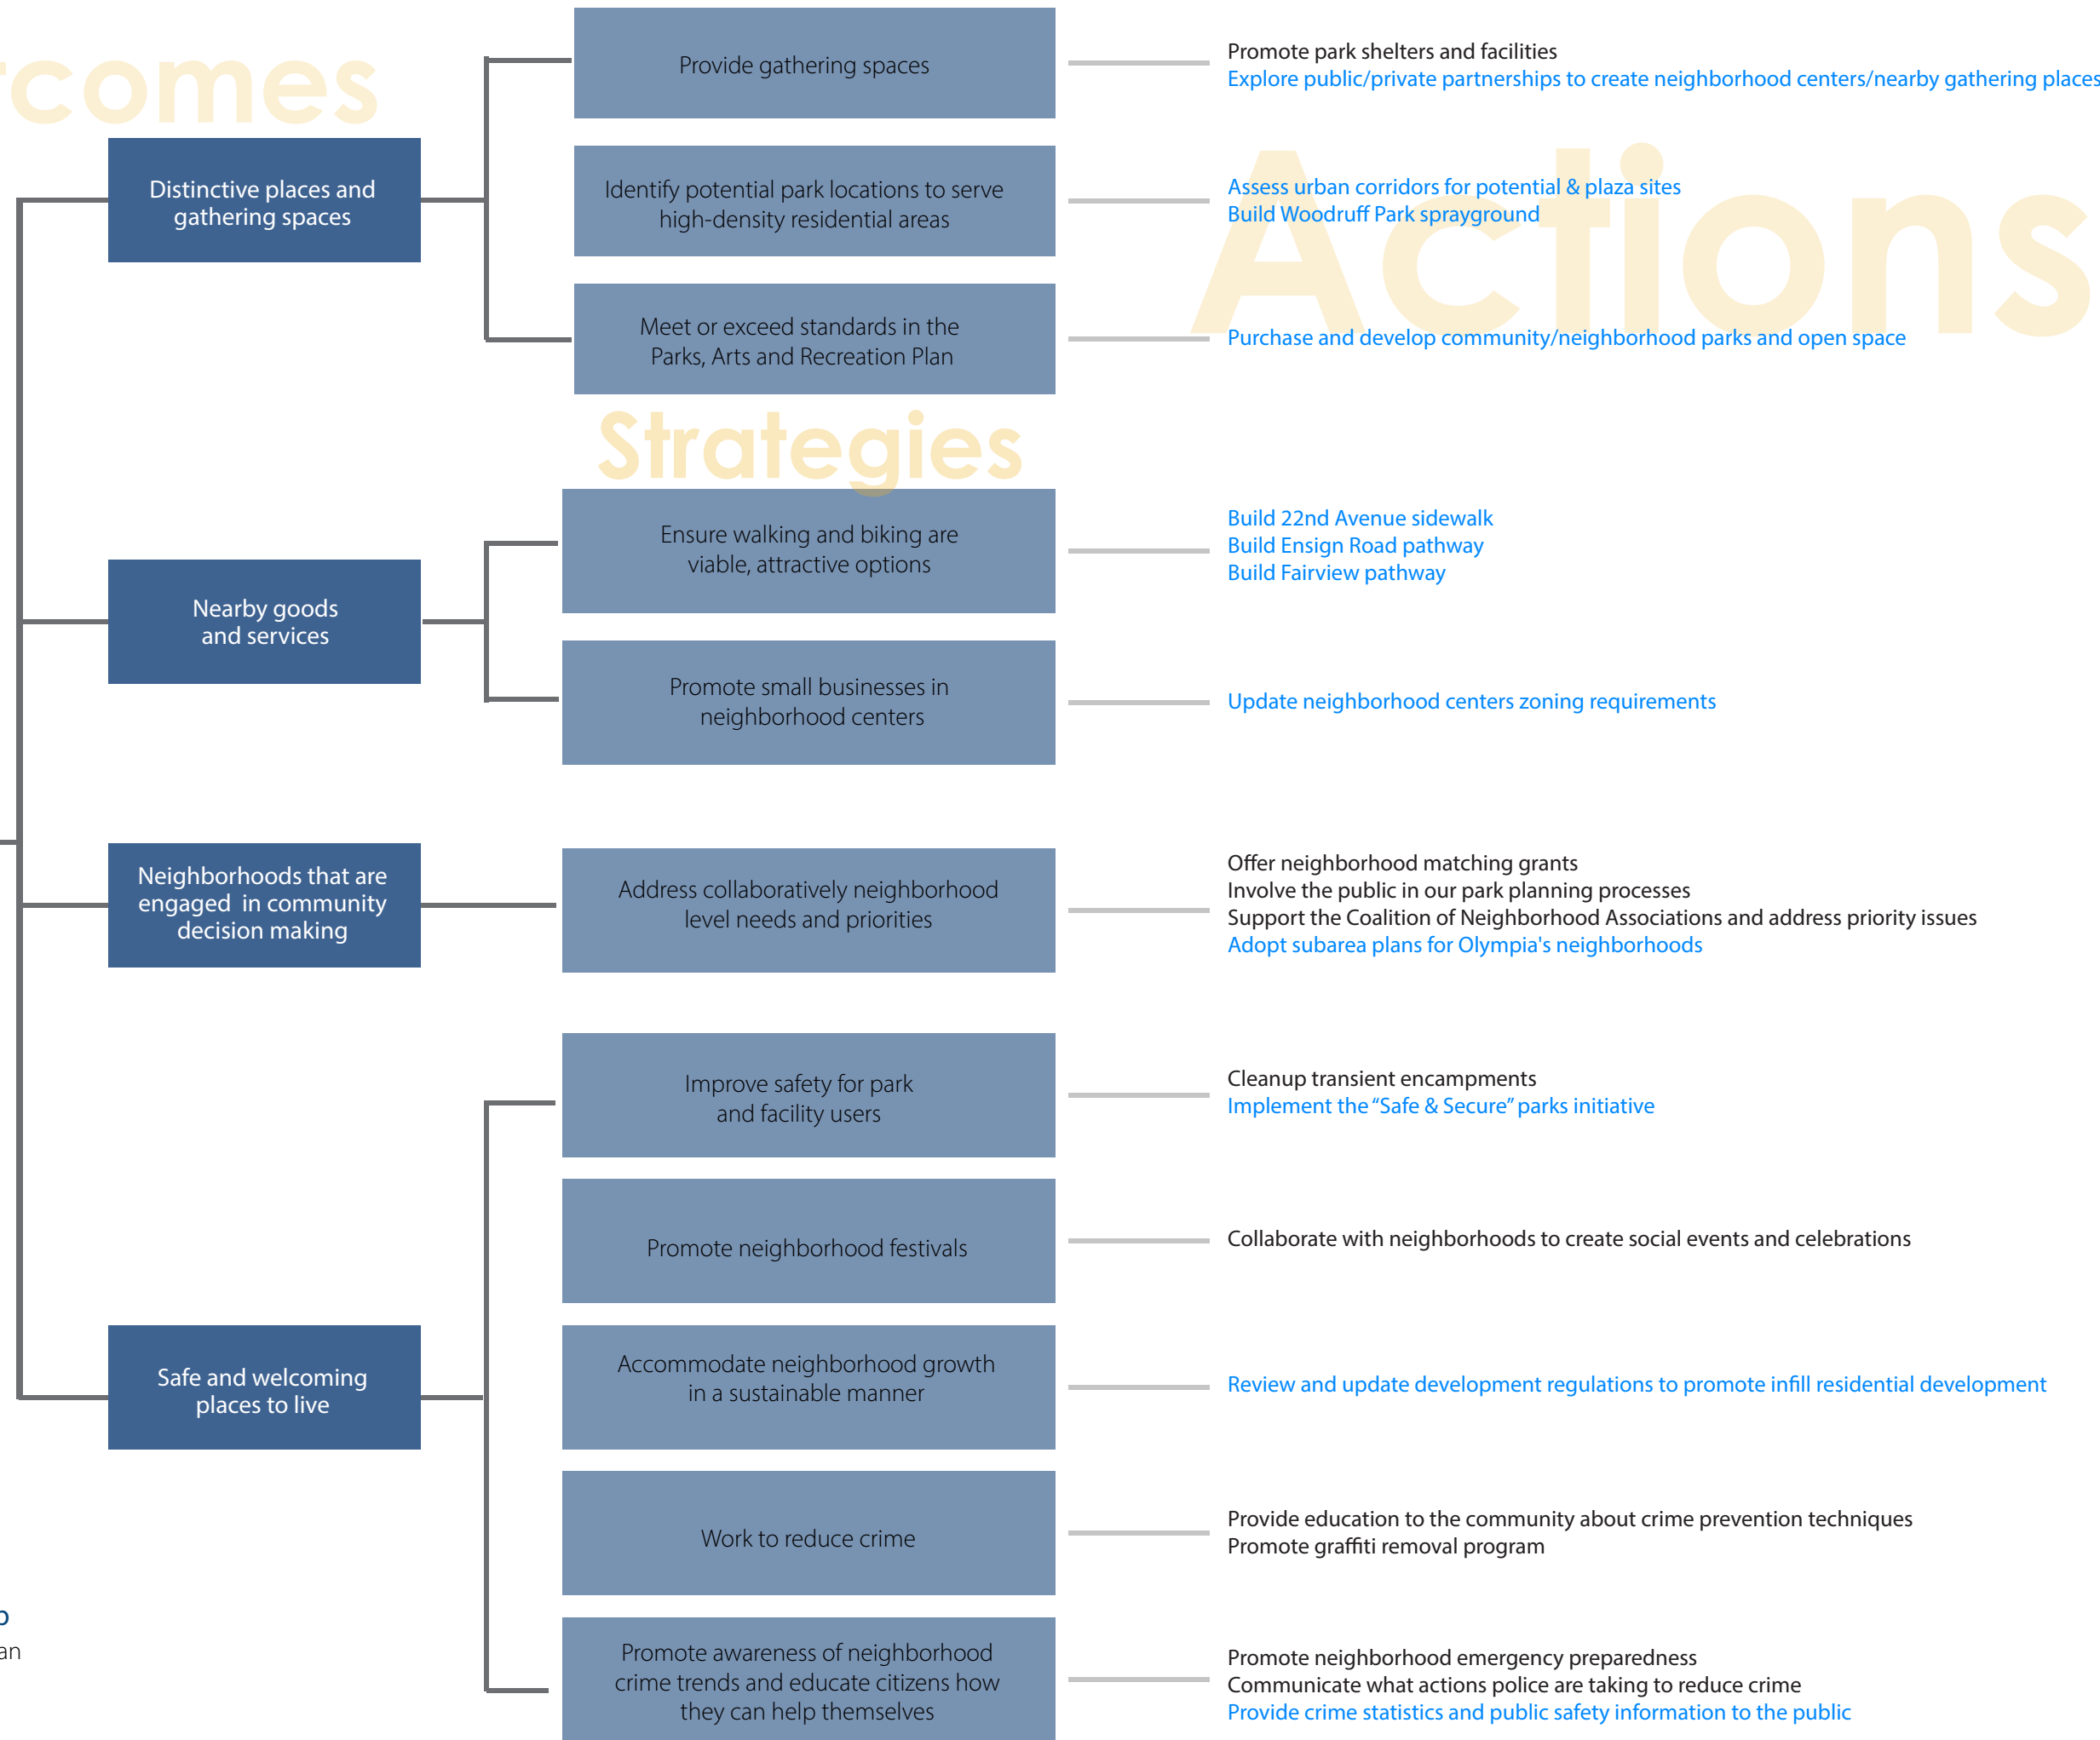 Provide gathering spaces
Promote park shelters and facilities
Explore public/private partnerships to create neighborhood centers/nearby gathering places
Actions
Distinctive places and
gathering spaces
Identify potential park locations to serve
high-density residential areas
Assess urban corridors for potential & plaza sites
Build Woodruff Park sprayground
Meet or exceed standards in the
Parks, Arts and Recreation Plan
Purchase and develop community/neighborhood parks and open space
Strategies
Nearby goods
and services
Ensure walking and biking are
viable, attractive options
Build 22nd Avenue sidewalk
Build Ensign Road pathway
Build Fairview pathway
Promote small businesses in
neighborhood centers
Update neighborhood centers zoning requirements
Neighborhoods that are
engaged  in community
decision making
Address collaboratively neighborhood
level needs and priorities
Offer neighborhood matching grants
Involve the public in our park planning processes
Support the Coalition of Neighborhood Associations and address priority issues
Adopt subarea plans for Olympia's neighborhoods
Safe and welcoming
places to live
Improve safety for park
and facility users
Cleanup transient encampments
Implement the “Safe & Secure” parks initiative
Promote neighborhood festivals
Collaborate with neighborhoods to create social events and celebrations
Accommodate neighborhood growth
in a sustainable manner
Review and update development regulations to promote infill residential development
Work to reduce crime
Provide education to the community about crime prevention techniques
Promote graffiti removal program
Promote awareness of neighborhood
crime trends and educate citizens how
they can help themselves
Promote neighborhood emergency preparedness
Communicate what actions police are taking to reduce crime
Provide crime statistics and public safety information to the public